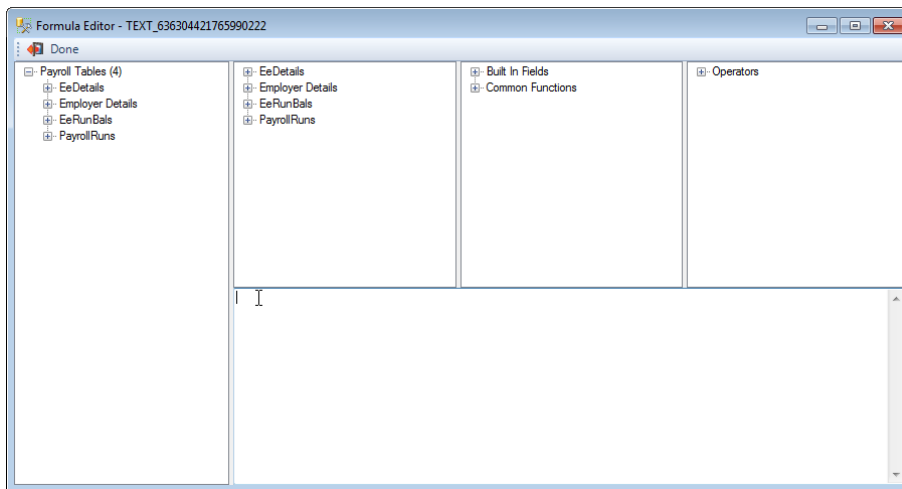 Formula Editor - TEXT_636304421765990222
Done
Payroll Tables (4)
EeDetails
Employer Details
EeRunBals
PayrollRuns
EeDetails
Employer Details
EeRunBals
PayrollRuns
Built In Fields
Common Functions
Operators